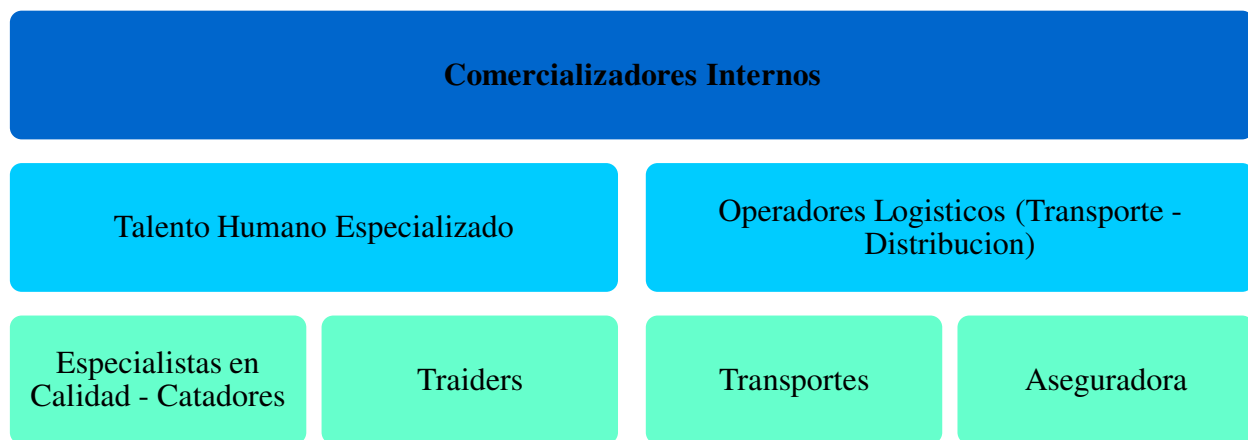 Comercializadores Internos
Talento Humano Especializado
Operadores Logisticos (Transporte -
Distribucion)
Especialistas en
Calidad - Catadores
Traiders
Transportes
Aseguradora